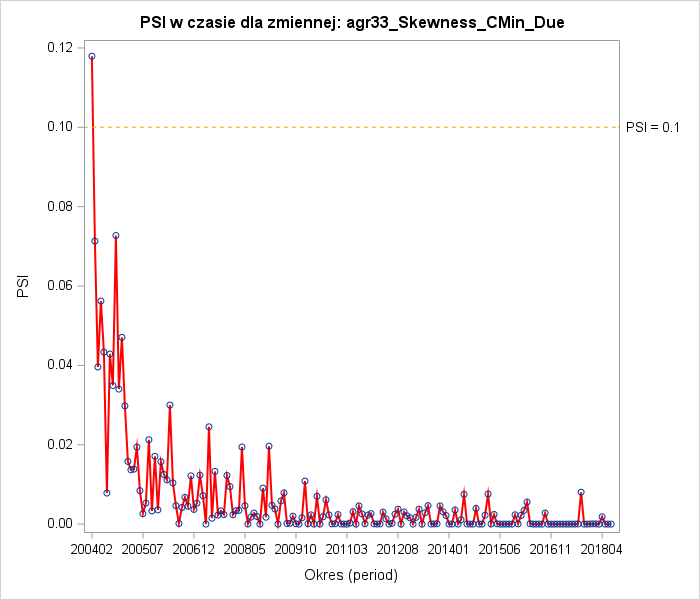 PSI w czasie dla zmiennej: agr33_Skewness_CMin_Due
0.12
0.10
0.08
0.06
0.04
0.02
0.00
PSI
PSI = 0.1
200402 200507 200612 200805 200910 201103 201208 201401 201506 201611 201804
Okres (period)